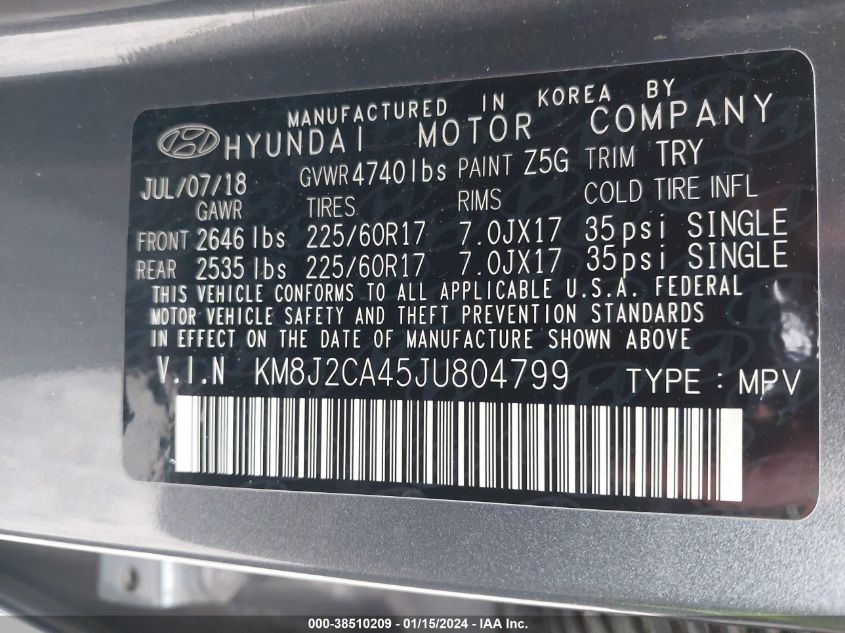 MANUFACTURED IN KOREA BY
HYUNDAI MOTOR COMPANY
JUL/07/18 GVWR 4740lbs PAINT Z5G TRIM TRY
GAWR TIRES RIMS COLD TIRE INFL
FRONT 2646 lbs 225/60R17 7.0JX17 35psi SINGLE
REAR 2535 lbs 225/60R17 7.0JX17 35psi SINGLE
THIS VEHICLE CONFORMS TO ALL APPLICABLE U.S.A. FEDERAL
MOTOR VEHICLE SAFETY AND THEFT PREVENTION STANDARDS
IN EFFECT ON THE DATE OF MANUFACTURE SHOWN ABOVE
V.I.N KM8J2CA45JU804799 TYPE : MPV
000-38510209 - 01/15/2024 - IAA Inc.